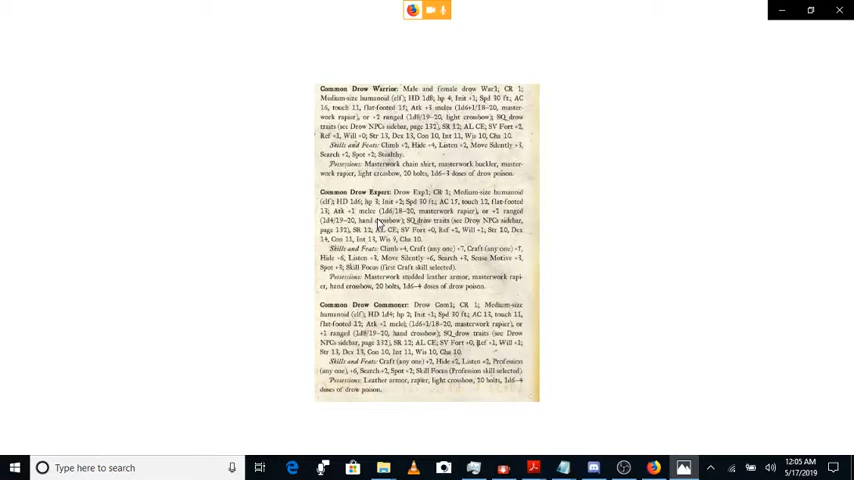 Common Drow Warrior: Male and female drow War1; CR 1;
Medium-size humanoid (elf); HD 1d8; hp 4; Init +1; Spd 30 ft.; AC
16, touch 11, flat-footed 15; Atk +3 melee (1d6+1/18–20, master-
work rapier), or +2 ranged (1d8/19–20, light crossbow); SQ drow
traits (see Drow NPCs sidebar, page 132), SR 12; AL CE; SV Fort +2,
Ref +1, Will +0; Str 13, Dex 13, Con 10, Int 11, Wis 10, Cha 10.
Skills and Feats: Climb +2, Hide +4, Listen +2, Move Silently +3,
Search +2, Spot +2; Stealthy.
Possessions: Masterwork chain shirt, masterwork buckler, master-
work rapier, light crossbow, 20 bolts, 1d6–3 doses of drow poison.
Common Drow Expert: Drow Exp1; CR 1; Medium-size humanoid
(elf); HD 1d6; hp 3; Init +2; Spd 30 ft.; AC 15, touch 12, flat-footed
13; Atk +1 melee (1d6/18–20, masterwork rapier), or +2 ranged
(1d4/19–20, hand crossbow); SQ drow traits (see Drow NPCs sidebar,
page 132), SR 12; AL CE; SV Fort +0, Ref +2, Will +1; Str 10, Dex
14, Con 11, Int 13, Wis 9, Cha 10.
Skills and Feats: Climb +4, Craft (any one) +7, Craft (any one) +5,
Hide +6, Listen +3, Move Silently +6, Search +3, Sense Motive +3,
Spot +3; Skill Focus (first Craft skill selected).
Possessions: Masterwork studded leather armor, masterwork rapi-
er, hand crossbow, 20 bolts, 1d6–4 doses of drow poison.
Common Drow Commoner: Drow Com1; CR 1; Medium-size
humanoid (elf); HD 1d4; hp 2; Init +1; Spd 30 ft.; AC 13, touch 11,
flat-footed 12; Atk +1 melee; (1d6+1/18–20, masterwork rapier), or
+1 ranged (1d8/19–20, hand crossbow); SQ drow traits (see Drow
NPCs sidebar, page 132), SR 12; AL CE; SV Fort +0, Ref +1, Will +1;
Str 13, Dex 13, Con 10, Int 11, Wis 10, Cha 10.
Skills and Feats: Craft (any one) +2, Hide +2, Listen +2, Profession
(any one), +6, Search +2, Spot +2; Skill Focus (Profession skill selected)
Possessions: Leather armor, rapier, light crossbow, 20 bolts, 1d6–4
doses of drow poison.
Type here to search
12:05 AM
5/17/2019